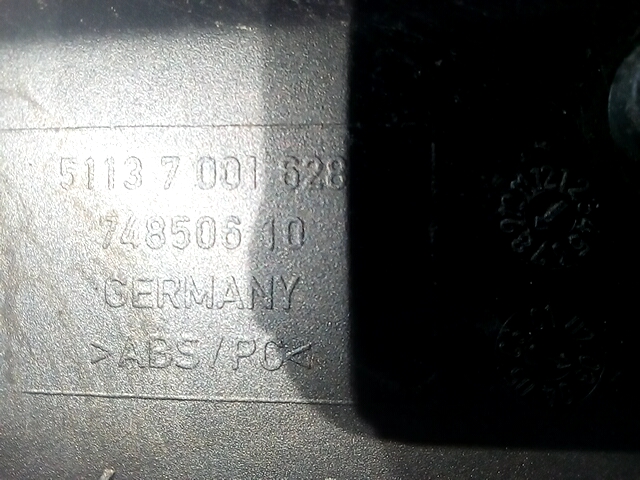 5113 7 001 628
748506 10
GERMANY
>ABS/PC<